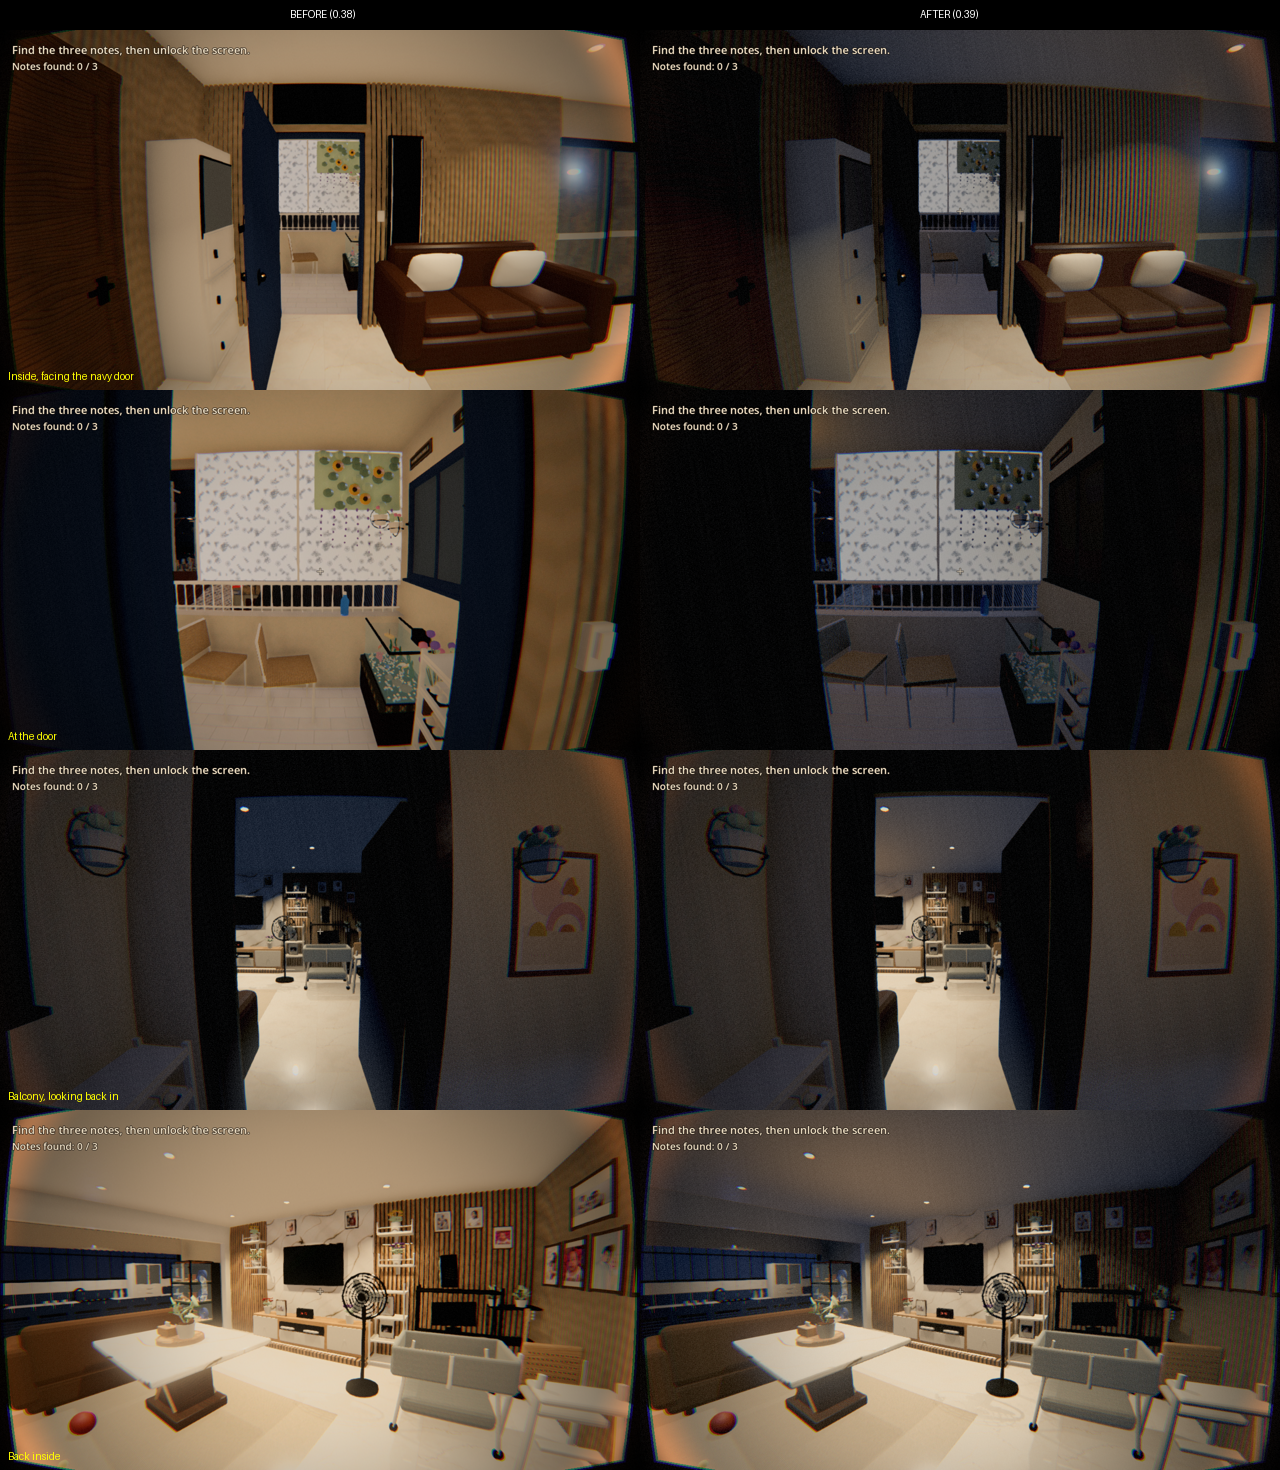 BEFORE (0.38)
AFTER (0.39)
Find the three notes, then unlock the screen.
Notes found: 0 / 3
Find the three notes, then unlock the screen.
Notes found: 0 / 3
Inside, facing the navy door
Find the three notes, then unlock the screen.
Notes found: 0 / 3
Find the three notes, then unlock the screen.
Notes found: 0 / 3
At the door
Find the three notes, then unlock the screen.
Notes found: 0 / 3
Find the three notes, then unlock the screen.
Notes found: 0 / 3
Balcony, looking back in
Find the three notes, then unlock the screen.
Notes found: 0 / 3
Find the three notes, then unlock the screen.
Notes found: 0 / 3
Back inside